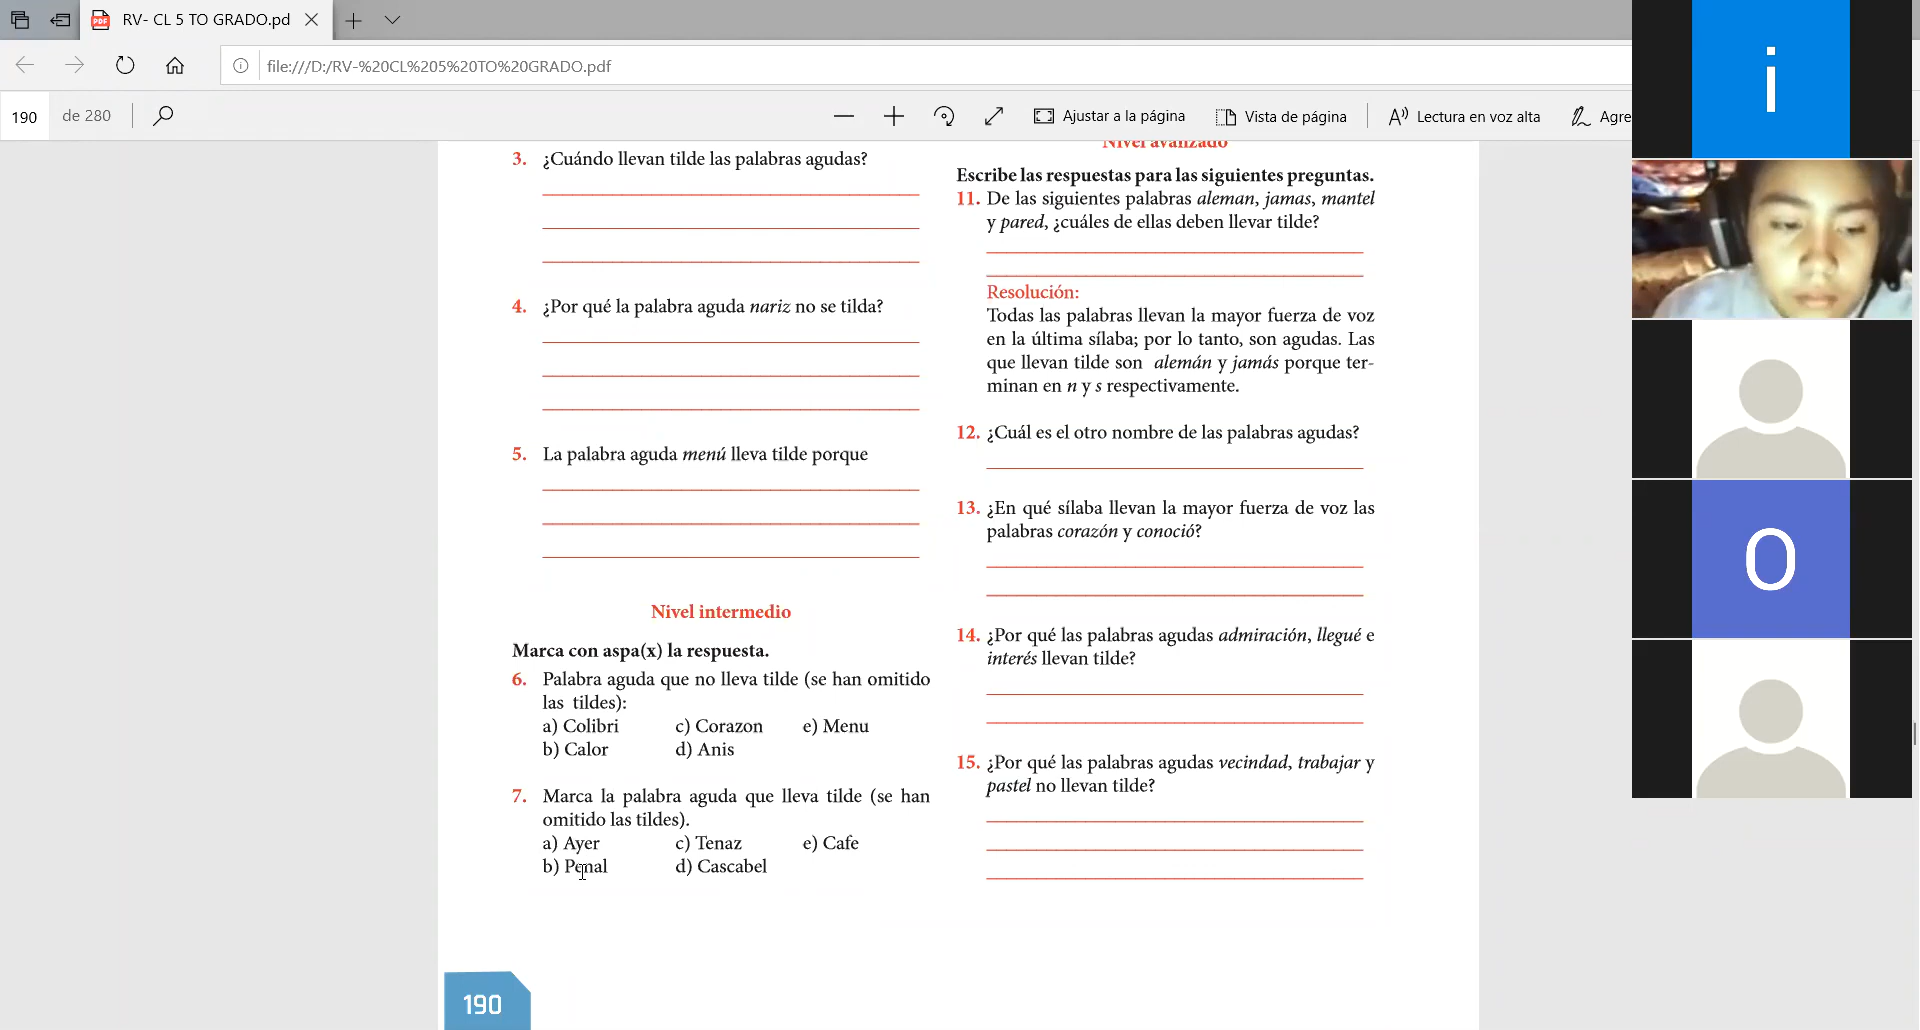 RV- CL 5 TO GRADO.pd
file:///D:/RV-%20CL%205%20TO%20GRADO.pdf
190 de 280
Ajustar a la página
Vista de página
Lectura en voz alta
Agre
3. ¿Cuándo llevan tilde las palabras agudas?
4. ¿Por qué la palabra aguda nariz no se tilda?
5. La palabra aguda menú lleva tilde porque
Nivel intermedio
Marca con aspa(x) la respuesta.
6. Palabra aguda que no lleva tilde (se han omitido
las tildes):
a) Colibri c) Corazon e) Menu
b) Calor d) Anis
7. Marca la palabra aguda que lleva tilde (se han
omitido las tildes).
a) Ayer c) Tenaz e) Cafe
b) Penal d) Cascabel
190
Nivel avanzado
Escribe las respuestas para las siguientes preguntas.
11. De las siguientes palabras aleman, jamas, mantel
y pared, ¿cuáles de ellas deben llevar tilde?
Resolución:
Todas las palabras llevan la mayor fuerza de voz
en la última sílaba; por lo tanto, son agudas. Las
que llevan tilde son alemán y jamás porque ter-
minan en n y s respectivamente.
12. ¿Cuál es el otro nombre de las palabras agudas?
13. ¿En qué sílaba llevan la mayor fuerza de voz las
palabras corazón y conoció?
14. ¿Por qué las palabras agudas admiración, llegué e
interés llevan tilde?
15. ¿Por qué las palabras agudas vecindad, trabajar y
pastel no llevan tilde?
i
O